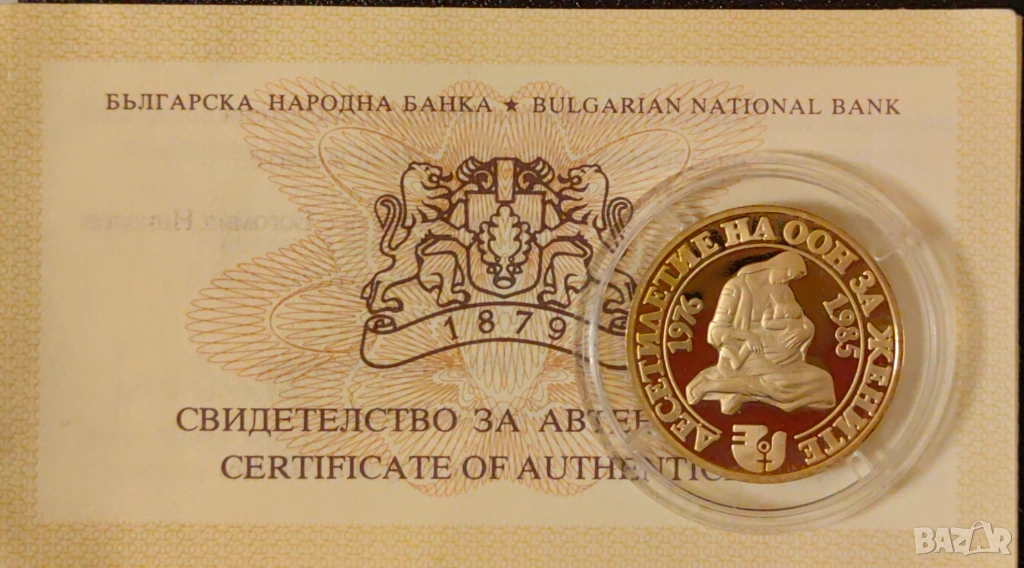 БЪЛГАРСКА НАРОДНА БАНКА ★ BULGARIAN NATIONAL BANK
1879
СВИДЕТЕЛСТВО ЗА АВТЕН
CERTIFICATE OF AUTHENTIC
ДЕСЕТИЛЕТИЕ НА ООН ЗА ЖЕНИТЕ
1976
1985
BAZAR